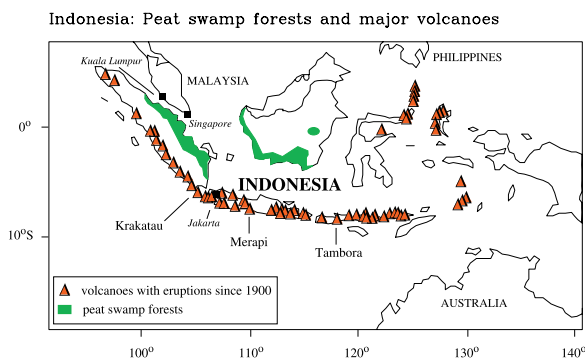 Indonesia: Peat swamp forests and major volcanoes
PHILIPPINES
Kuala Lumpur
MALAYSIA
Singapore
0°
INDONESIA
Krakatau
Jakarta
Merapi
Tambora
10°S
volcanoes with eruptions since 1900
peat swamp forests
AUSTRALIA
100° 110° 120° 130° 140°